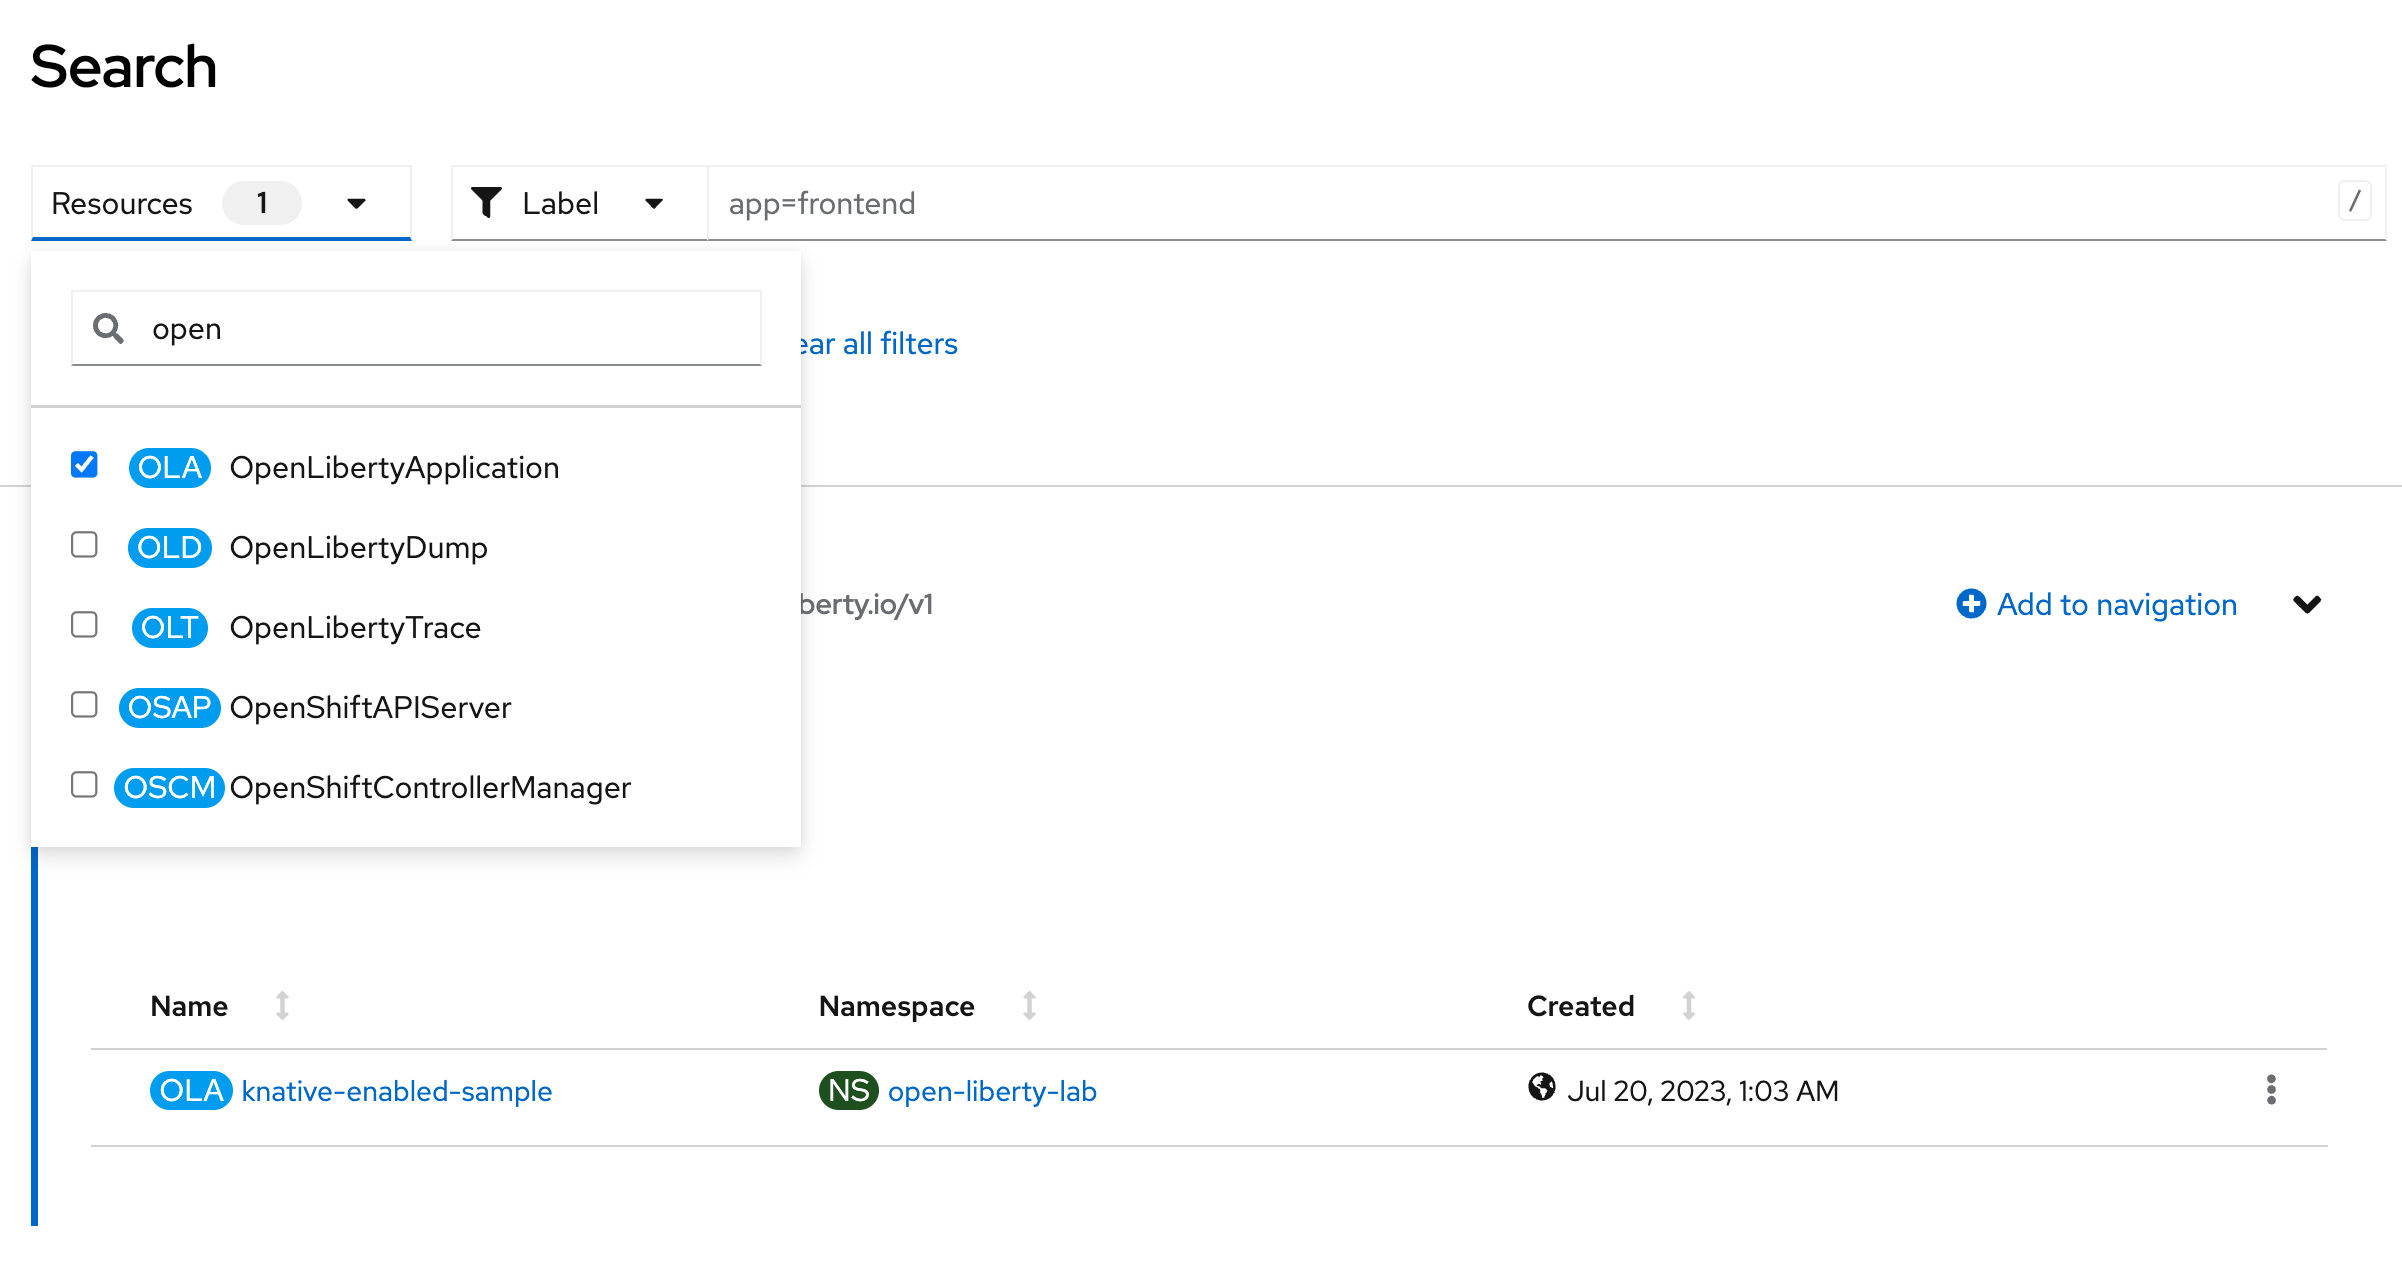 Search
Resources 1 Label app=frontend /
open
ear all filters
OLA OpenLibertyApplication
OLD OpenLibertyDump
OLT OpenLibertyTrace
berty.io/v1 Add to navigation
OSAP OpenShiftAPIServer
OSCM OpenShiftControllerManager
Name Namespace Created
OLA knative-enabled-sample NS open-liberty-lab Jul 20, 2023, 1:03 AM